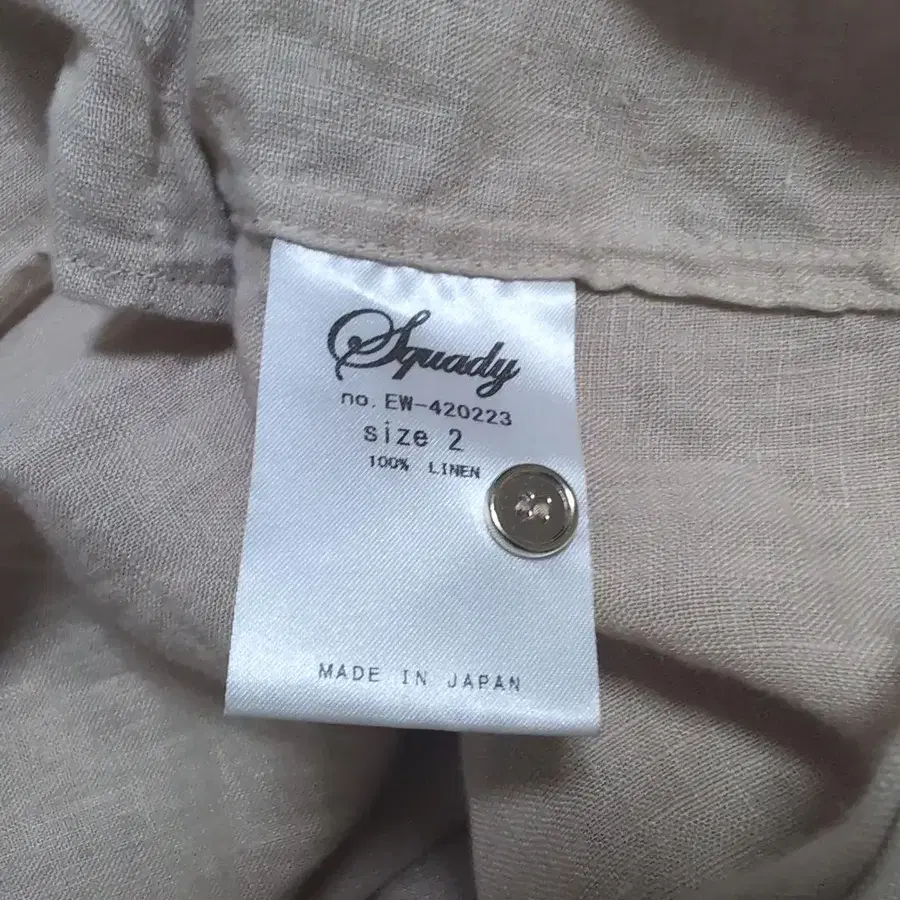 Squady
no. EW-420223
size 2
100% LINEN
MADE IN JAPAN